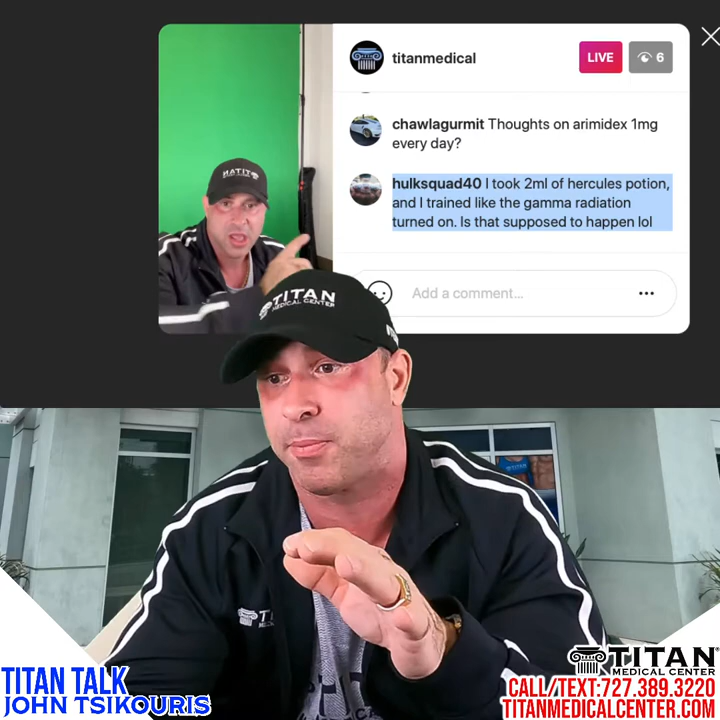 titanmedical
LIVE
6
chawlagurmit Thoughts on arimidex 1mg
every day?
hulksquad40 I took 2ml of hercules potion,
and I trained like the gamma radiation
turned on. Is that supposed to happen lol
Add a comment...
TITAN
MEDICAL CENTER
TITAN TALK
JOHN TSIKOURIS
TITAN
MEDICAL CENTER
CALL/TEXT:727.389.3220
TITANMEDICALCENTER.COM